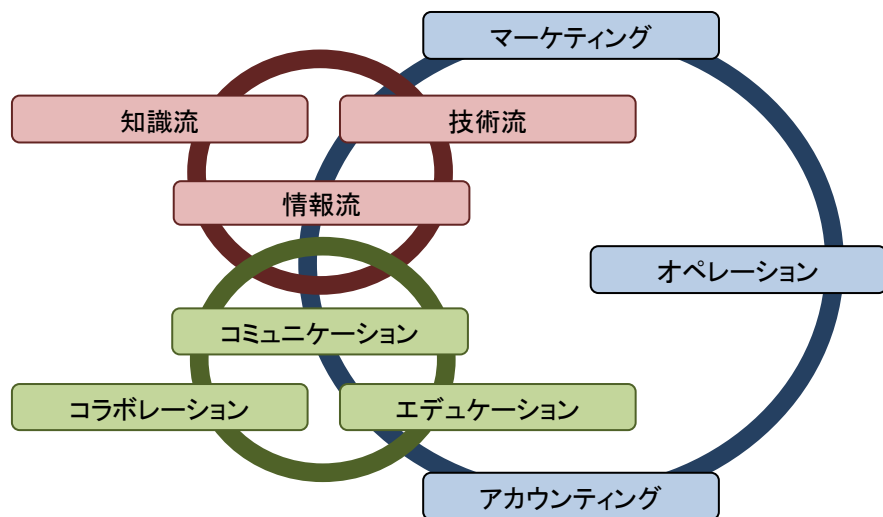 マーケティング
知識流
技術流
情報流
オペレーション
コミュニケーション
コラボレーション
エデュケーション
アカウンティング